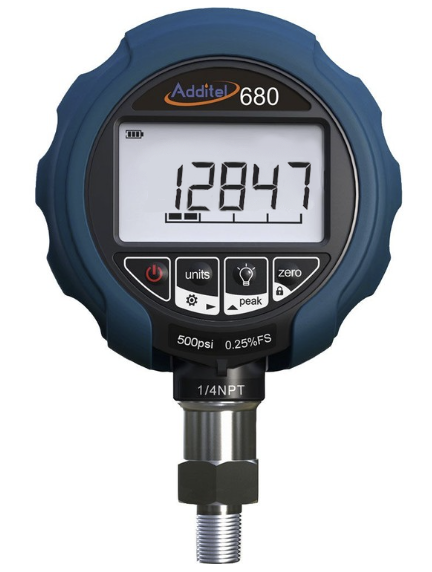 Additel 680
12847
units
zero
peak
500psi 0.25%FS
1/4NPT